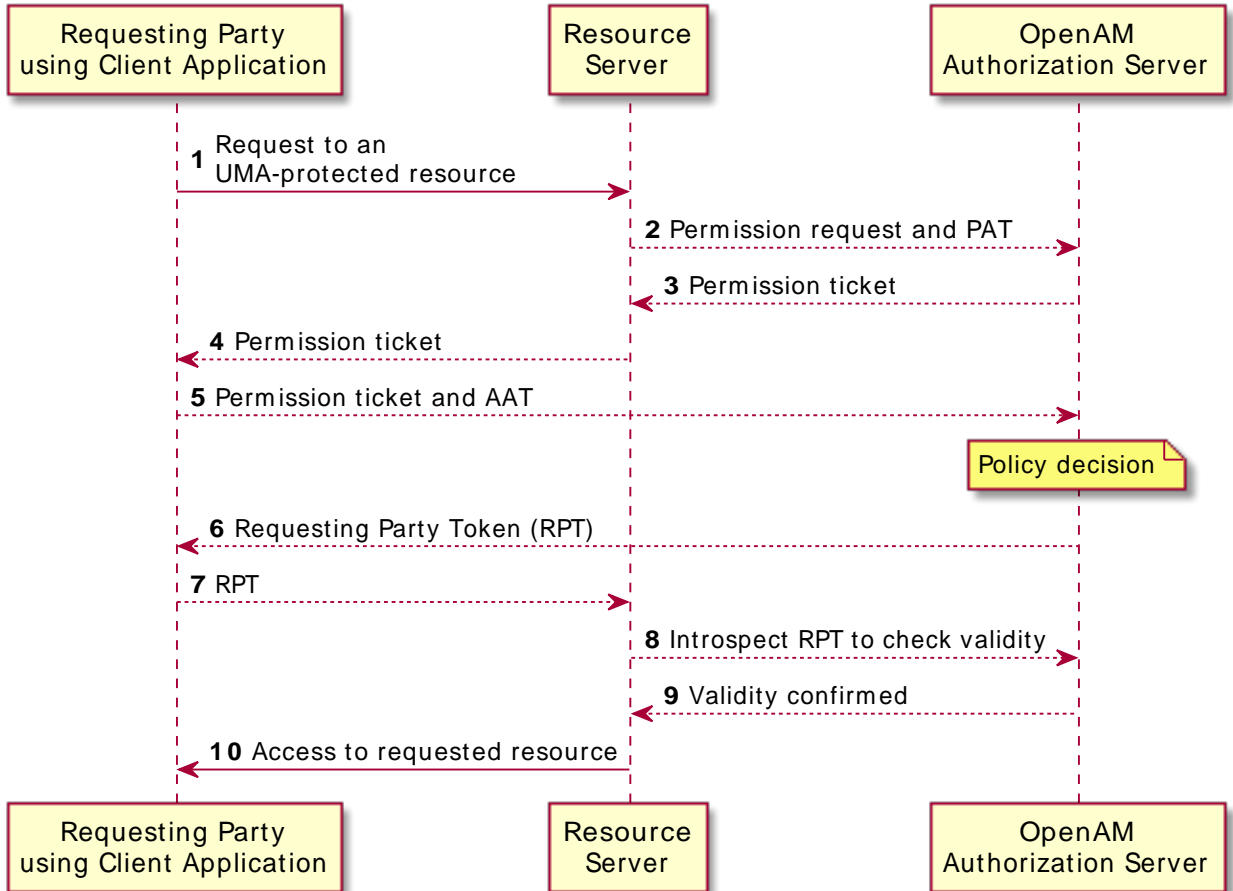 Requesting Party
using Client Application
Resource
Server
OpenAM
Authorization Server
1 Request to an
UMA-protected resource
2 Permission request and PAT
3 Permission ticket
4 Permission ticket
5 Permission ticket and AAT
Policy decision
6 Requesting Party Token (RPT)
7 RPT
8 Introspect RPT to check validity
9 Validity confirmed
10 Access to requested resource
Requesting Party
using Client Application
Resource
Server
OpenAM
Authorization Server